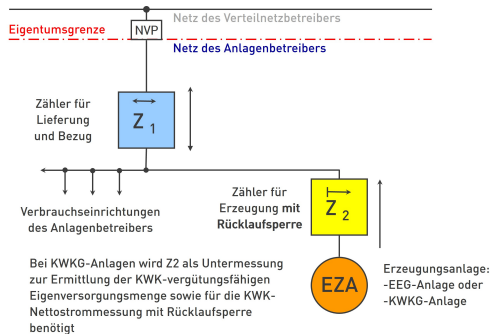 Netz des Verteilnetzbetreibers
Eigentumsgrenze
NVP
Netz des Anlagenbetreibers
Zähler für
Lieferung
und Bezug
Z 1
Zähler für
Erzeugung mit
Rücklaufsperre
Z 2
Verbrauchseinrichtungen
des Anlagenbetreibers
Bei KWKG-Anlagen wird Z2 als Untermessung
zur Ermittlung der KWK-vergütungsfähigen
Eigenversorgungsmenge sowie für die KWK-
Nettostrommessung mit Rücklaufsperre
benötigt
EZA
Erzeugungsanlage:
-EEG-Anlage oder
-KWKG-Anlage